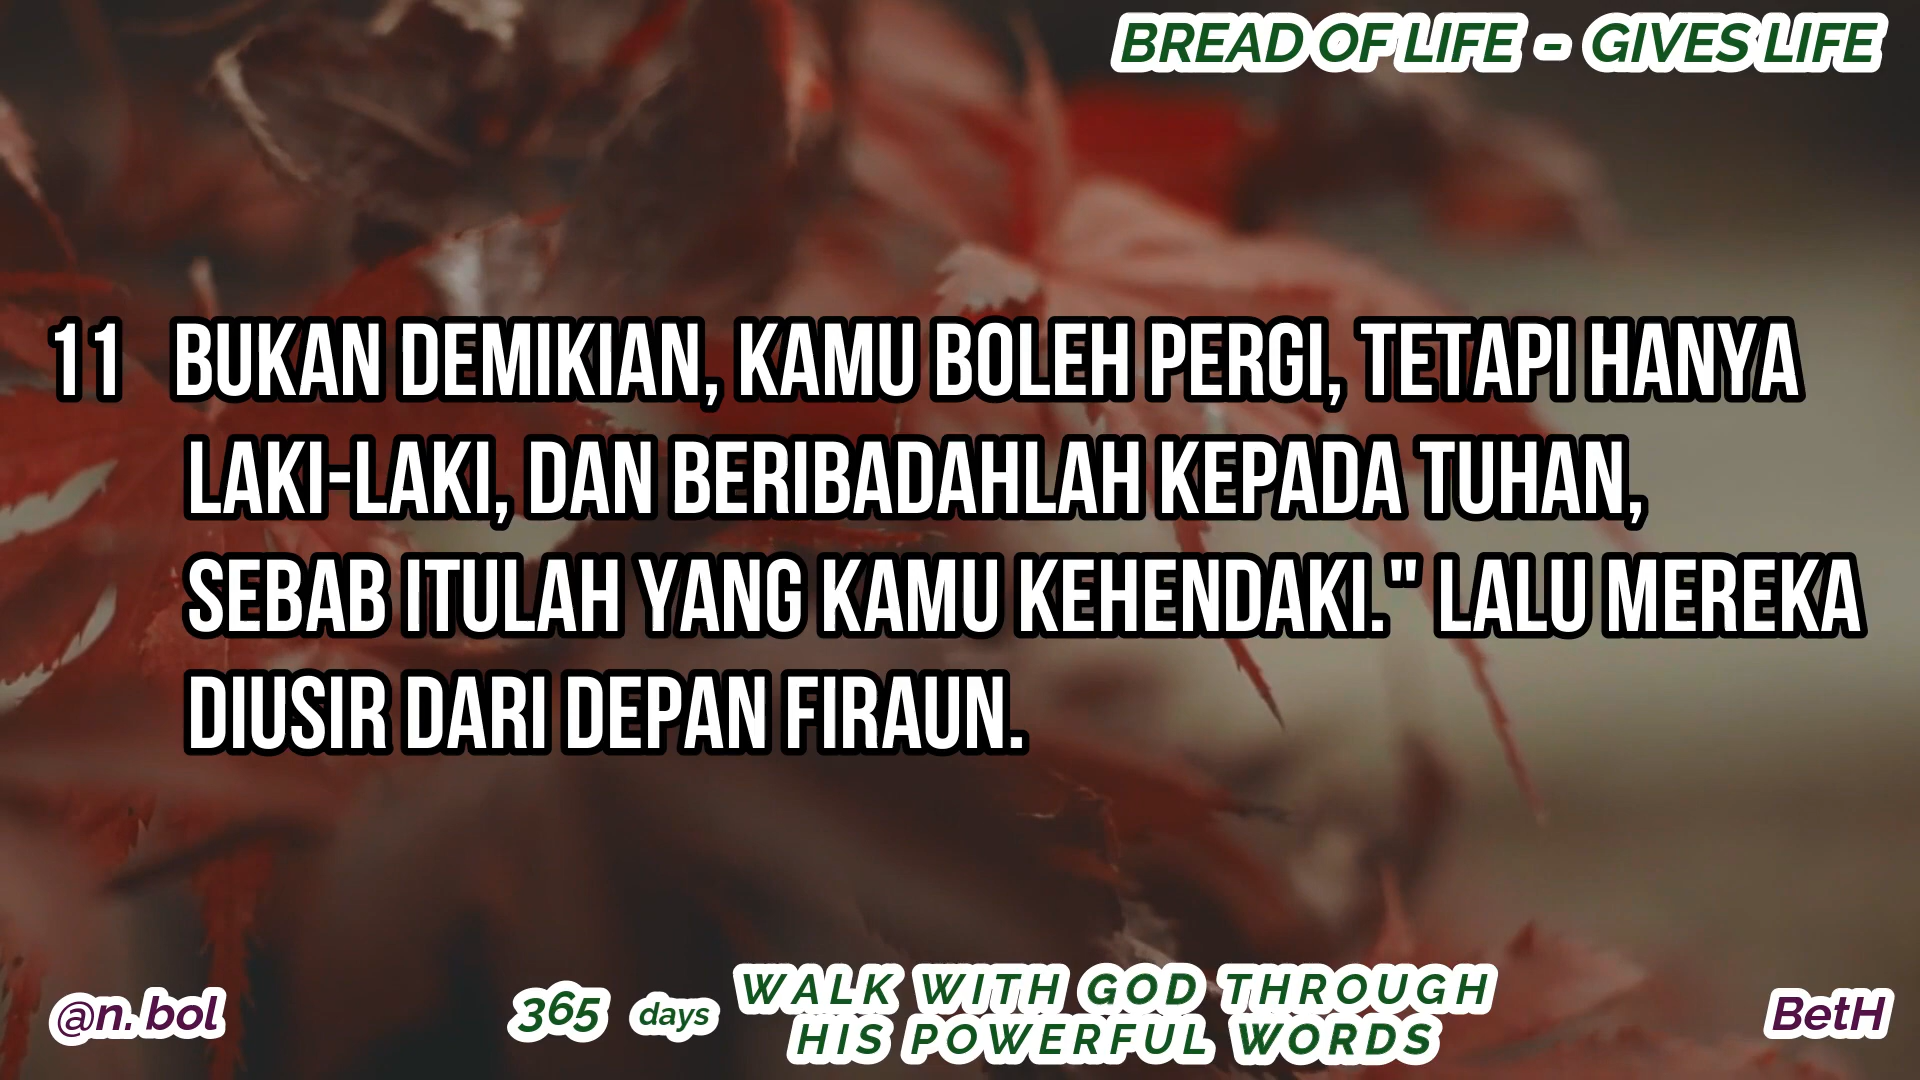 BREAD OF LIFE - GIVES LIFE
11 BUKAN DEMIKIAN, KAMU BOLEH PERGI, TETAPI HANYA
LAKI-LAKI, DAN BERIBADAHLAH KEPADA TUHAN,
SEBAB ITULAH YANG KAMU KEHENDAKI." LALU MEREKA
DIUSIR DARI DEPAN FIRAUN.
@n. bol
365 days
WALK WITH GOD THROUGH
HIS POWERFUL WORDS
BetH